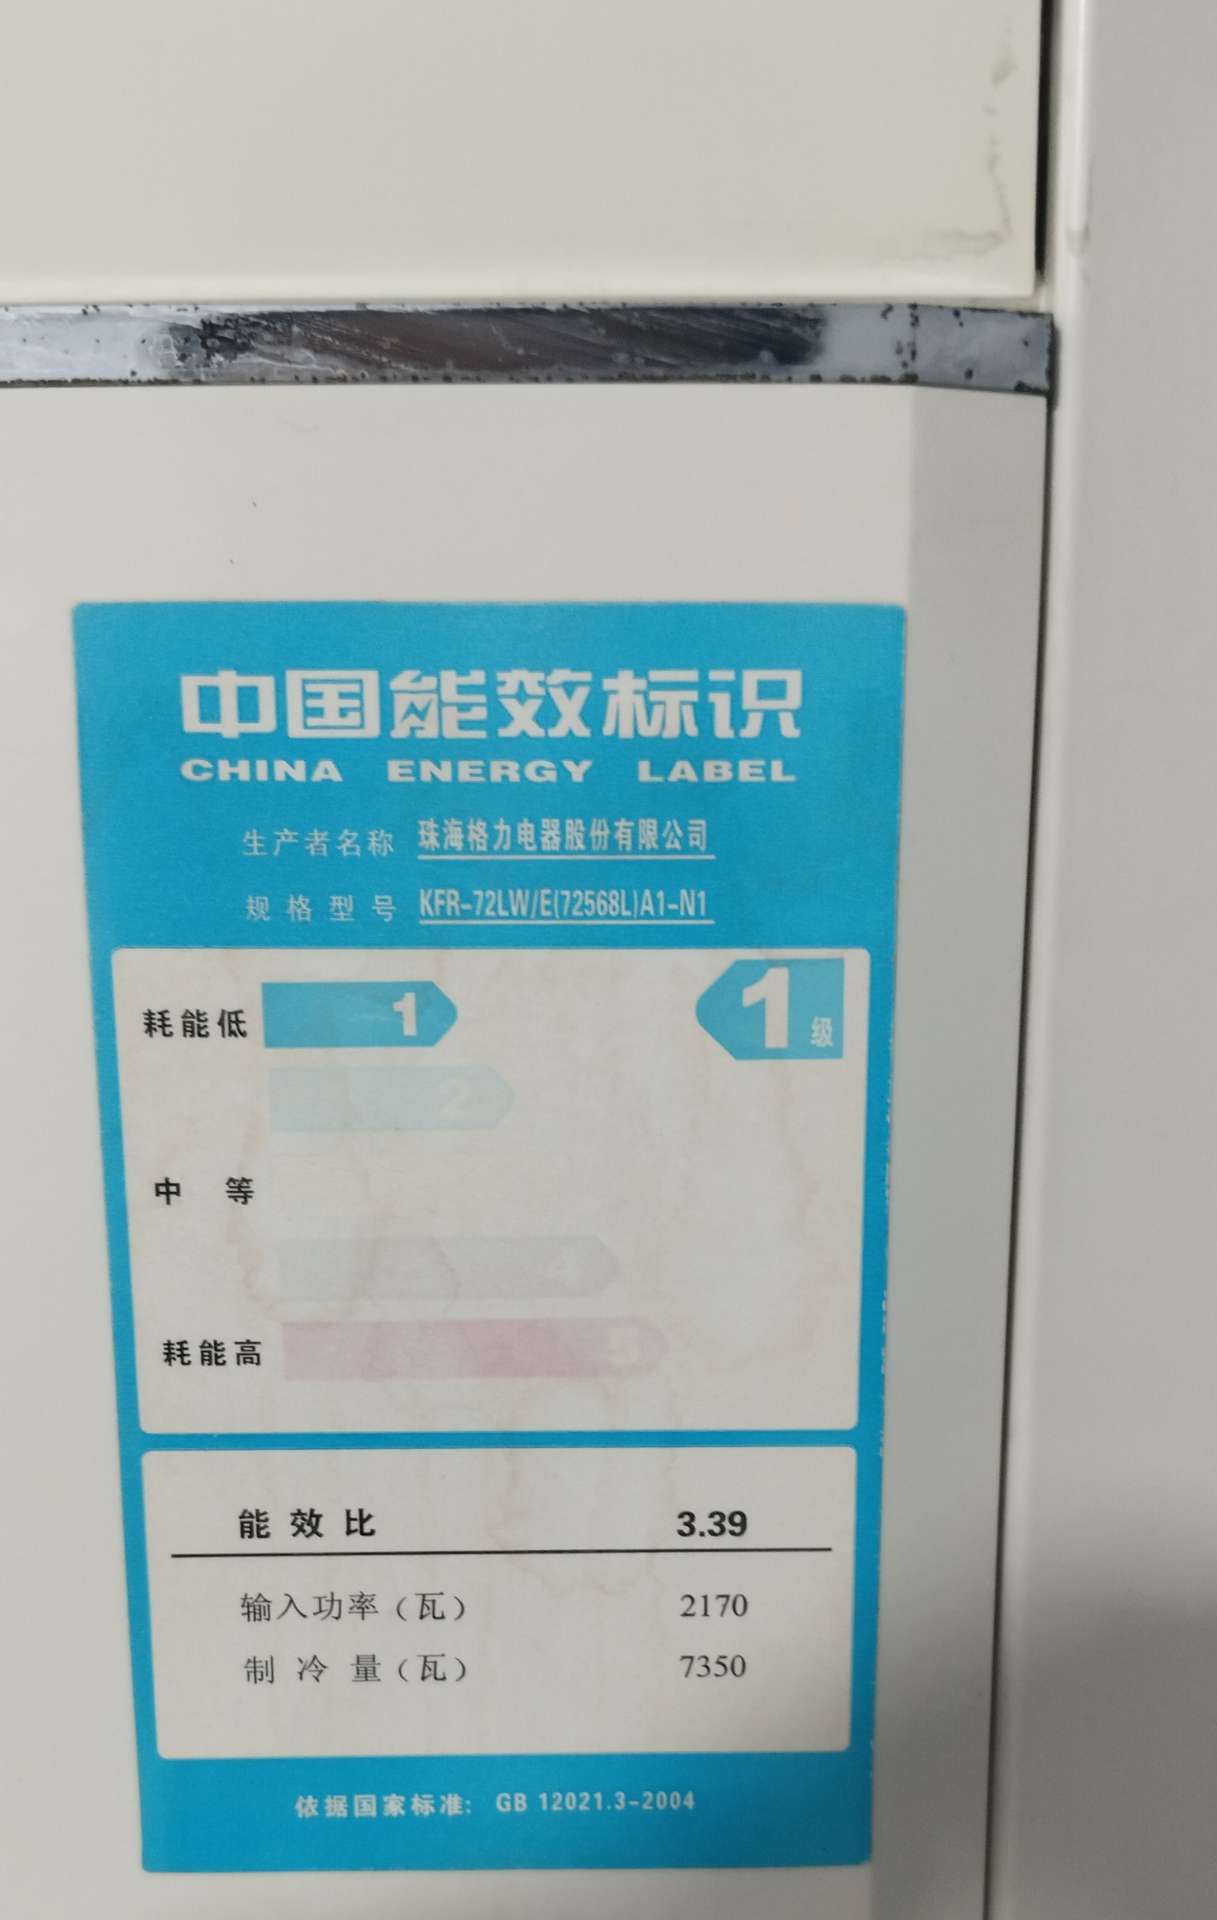 中国能效标识
CHINA ENERGY LABEL
生产者名称 珠海格力电器股份有限公司
规格型号 KFR-72LW/E(72568L)A1-N1
耗能低 1 1级
2
中 等
4
耗能高
能效比 3.39
输入功率(瓦) 2170
制冷量(瓦) 7350
依据国家标准: GB 12021.3-2004